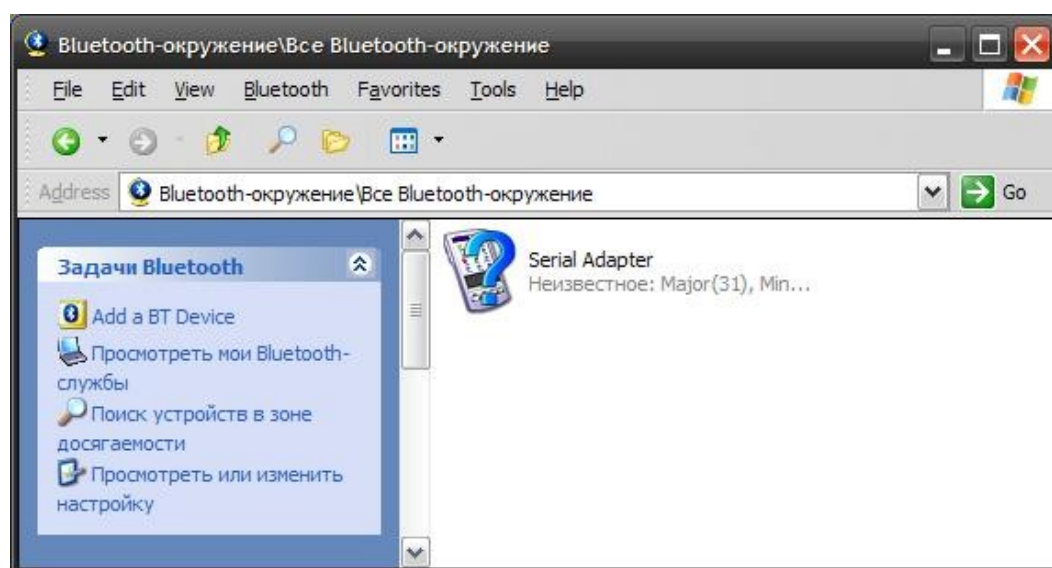 Bluetooth-окружение\Все Bluetooth-окружение
File Edit View Bluetooth Favorites Tools Help
Address Bluetooth-окружение\Все Bluetooth-окружение Go
Задачи Bluetooth
Add a BT Device
Просмотреть мои Bluetooth-
службы
Поиск устройств в зоне
досягаемости
Просмотреть или изменить
настройку
Serial Adapter
Неизвестное: Major(31), Min...